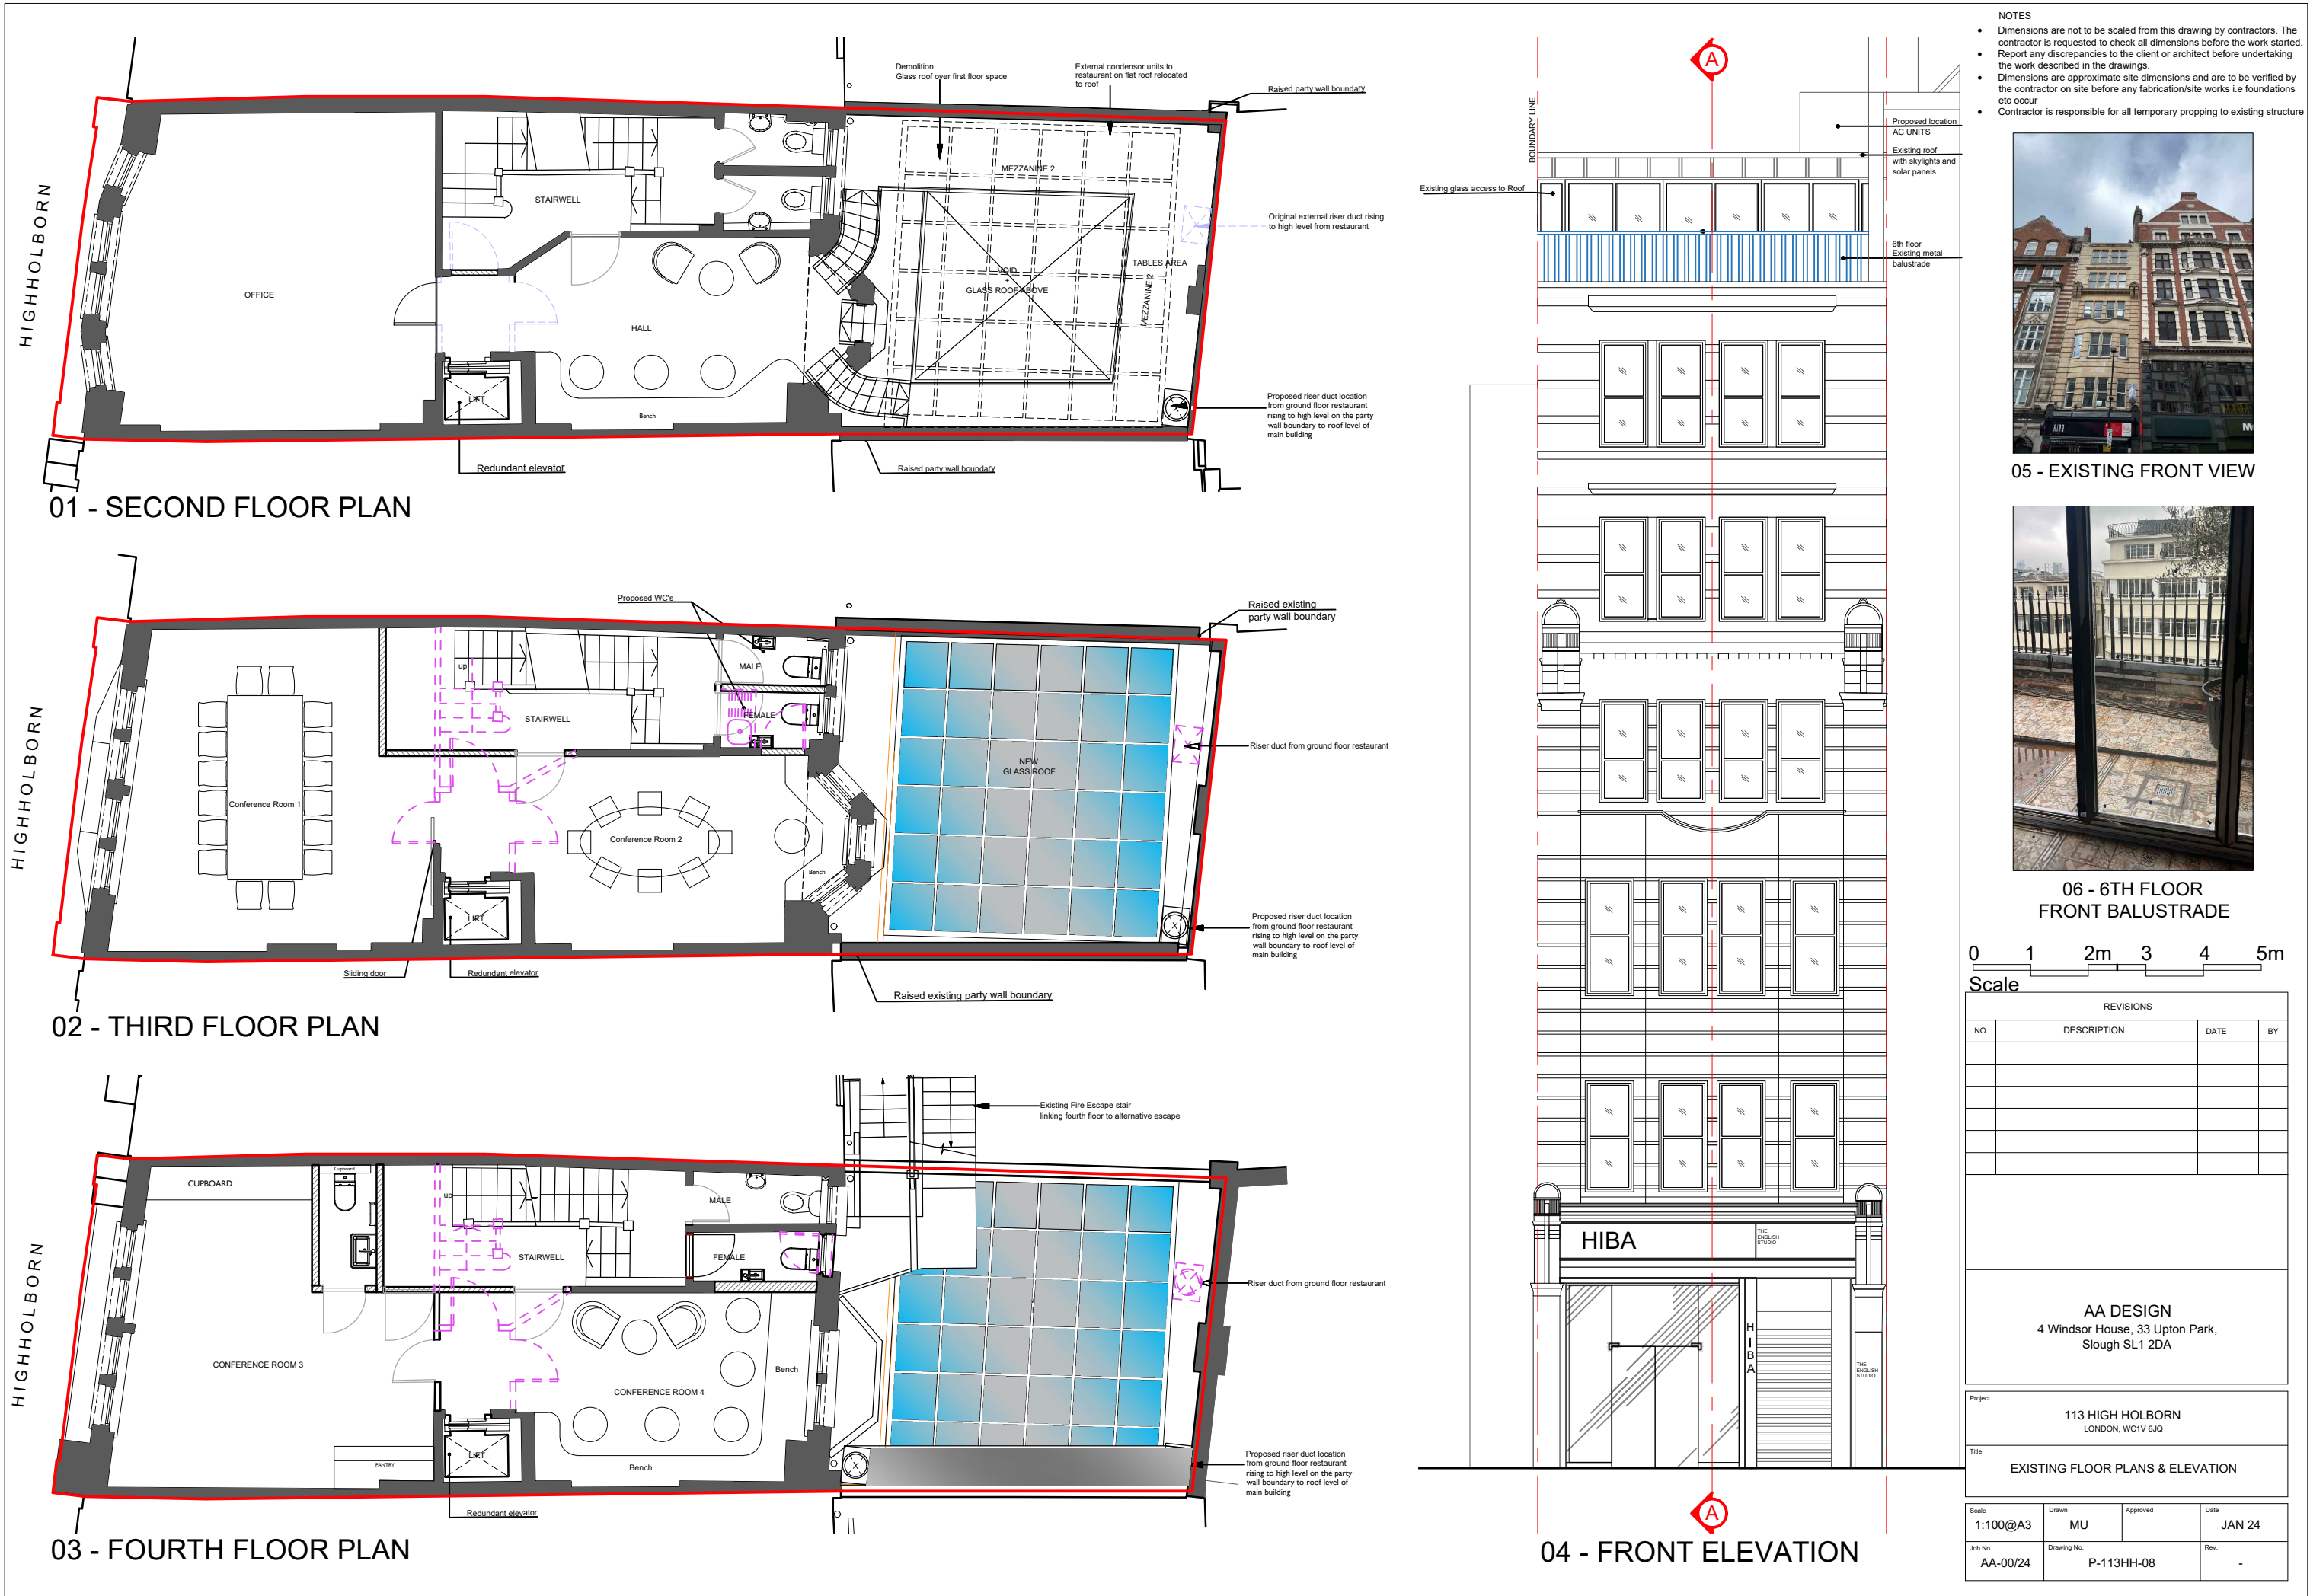 HIGHHOLBORN
Demolition
Glass roof over first floor space
External condensor units to
restaurant on flat roof relocated
to roof
Raised party wall boundary
STAIRWELL
OFFICE
HALL
MEZZANINE 2
VOID
GLASS ROOF ABOVE
TABLES AREA
MEZZANINE 2
Original external riser duct rising
to high level from restaurant
LIFT
Bench
Proposed riser duct location
from ground floor restaurant
rising to high level on the party
wall boundary to roof level of
main building
Redundant elevator
Raised party wall boundary
01 - SECOND FLOOR PLAN
HIGHHOLBORN
Proposed WC's
Raised existing
party wall boundary
up
MALE
FEMALE
STAIRWELL
Conference Room 1
Conference Room 2
Bench
NEW
GLASS ROOF
Riser duct from ground floor restaurant
LIFT
X
Proposed riser duct location
from ground floor restaurant
rising to high level on the party
wall boundary to roof level of
main building
Sliding door
Redundant elevator
Raised existing party wall boundary
02 - THIRD FLOOR PLAN
HIGHHOLBORN
Existing Fire Escape stair
linking fourth floor to alternative escape
CUPBOARD
Cupboard
up
MALE
FEMALE
STAIRWELL
CONFERENCE ROOM 3
CONFERENCE ROOM 4
Bench
Riser duct from ground floor restaurant
PANTRY
LIFT
Bench
X
Proposed riser duct location
from ground floor restaurant
rising to high level on the party
wall boundary to roof level of
main building
Redundant elevator
03 - FOURTH FLOOR PLAN
A
BOUNDARY LINE
Existing glass access to Roof
Proposed location
AC UNITS
Existing roof
with skylights and
solar panels
6th floor
Existing metal
balustrade
HIBA
THE
ENGLISH
STUDIO
HIBA
THE
ENGLISH
STUDIO
A
04 - FRONT ELEVATION
NOTES
• Dimensions are not to be scaled from this drawing by contractors. The
contractor is requested to check all dimensions before the work started.
• Report any discrepancies to the client or architect before undertaking
the work described in the drawings.
• Dimensions are approximate site dimensions and are to be verified by
the contractor on site before any fabrication/site works i.e foundations
etc occur
• Contractor is responsible for all temporary propping to existing structure
05 - EXISTING FRONT VIEW
06 - 6TH FLOOR
FRONT BALUSTRADE
0 1 2m 3 4 5m
Scale
REVISIONS
NO. DESCRIPTION DATE BY
AA DESIGN
4 Windsor House, 33 Upton Park,
Slough SL1 2DA
Project
113 HIGH HOLBORN
LONDON, WC1V 6JQ
Title
EXISTING FLOOR PLANS & ELEVATION
Scale Drawn Approved Date
1:100@A3 MU JAN 24
Job No. Drawing No. Rev.
AA-00/24 P-113HH-08 -